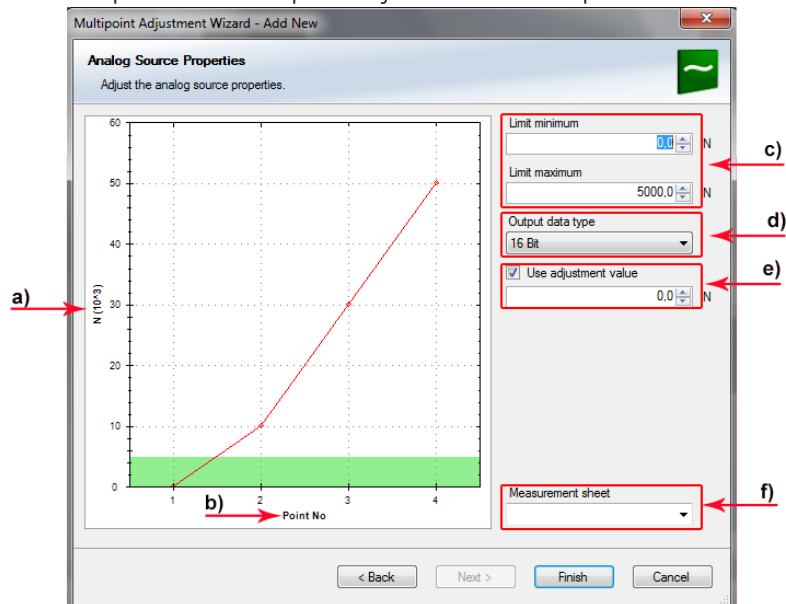 Multipoint Adjustment Wizard - Add New
Analog Source Properties
Adjust the analog source properties.
60
50
40
30
20
10
0
N (10^3)
1
2
3
4
Point No
a)
b)
Limit minimum
0,0 N
Limit maximum
5000,0 N
c)
Output data type
16 Bit
d)
Use adjustment value
0,0 N
e)
Measurement sheet
f)
< Back
Next >
Finish
Cancel